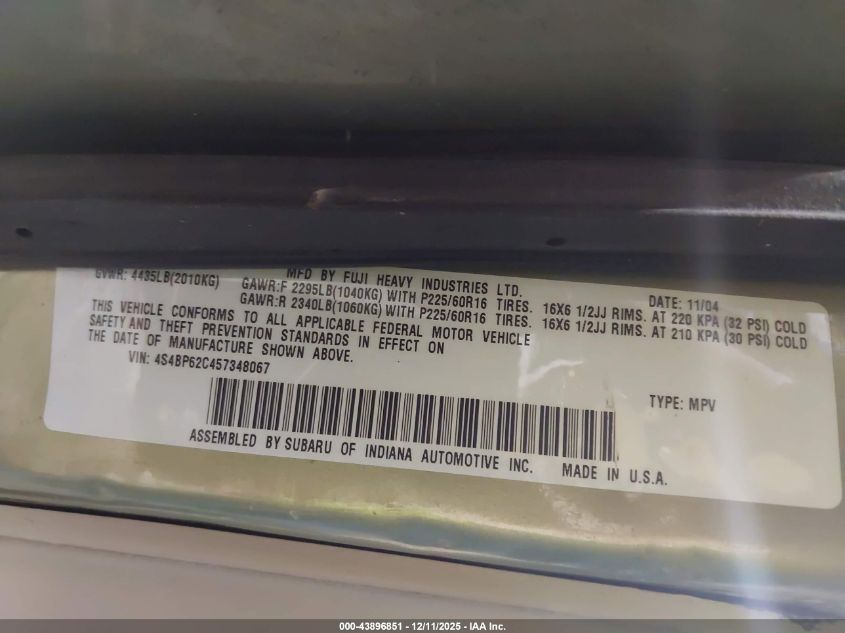 MFD BY FUJI HEAVY INDUSTRIES LTD. DATE: 11/04
GVWR: 4435LB(2010KG) GAWR:F 2295LB(1040KG) WITH P225/60R16 TIRES. 16X6 1/2JJ RIMS. AT 220 KPA (32 PSI) COLD
GAWR:R 2340LB(1060KG) WITH P225/60R16 TIRES. 16X6 1/2JJ RIMS. AT 210 KPA (30 PSI) COLD
THIS VEHICLE CONFORMS TO ALL APPLICABLE FEDERAL MOTOR VEHICLE
SAFETY AND THEFT PREVENTION STANDARDS IN EFFECT ON
THE DATE OF MANUFACTURE SHOWN ABOVE.
VIN: 4S4BP62C457348067 TYPE: MPV
ASSEMBLED BY SUBARU OF INDIANA AUTOMOTIVE INC. MADE IN U.S.A.
000-43896851 - 12/11/2025 - IAA Inc.